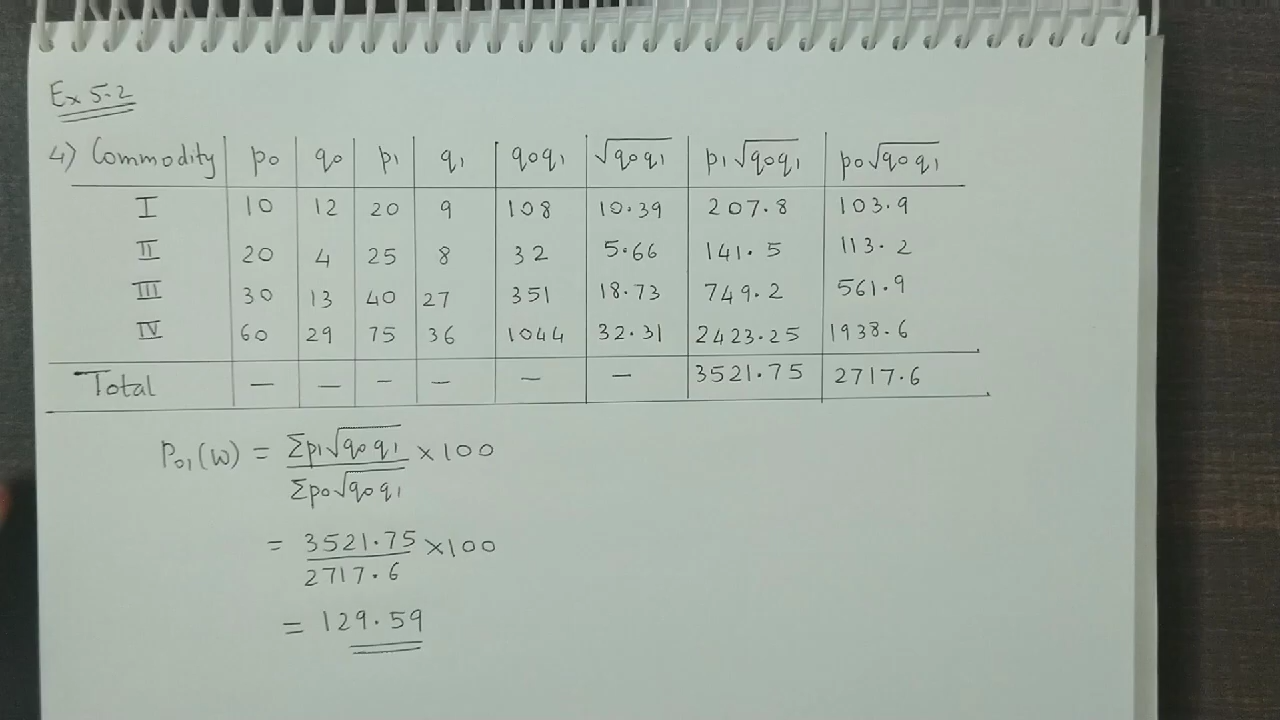 Ex 5.2
4) Commodity p0 q0 p1 q1 q0q1 √q0q1 p1√q0q1 p0√q0q1
I 10 12 20 9 108 10.39 207.8 103.9
II 20 4 25 8 32 5.66 141.5 113.2
III 30 13 40 27 351 18.73 749.2 561.9
IV 60 29 75 36 1044 32.31 2423.25 1938.6
Total — — — — — — 3521.75 2717.6
P01(W) = Σp1√q0q1 / Σp0√q0q1 × 100
= 3521.75 / 2717.6 × 100
= 129.59